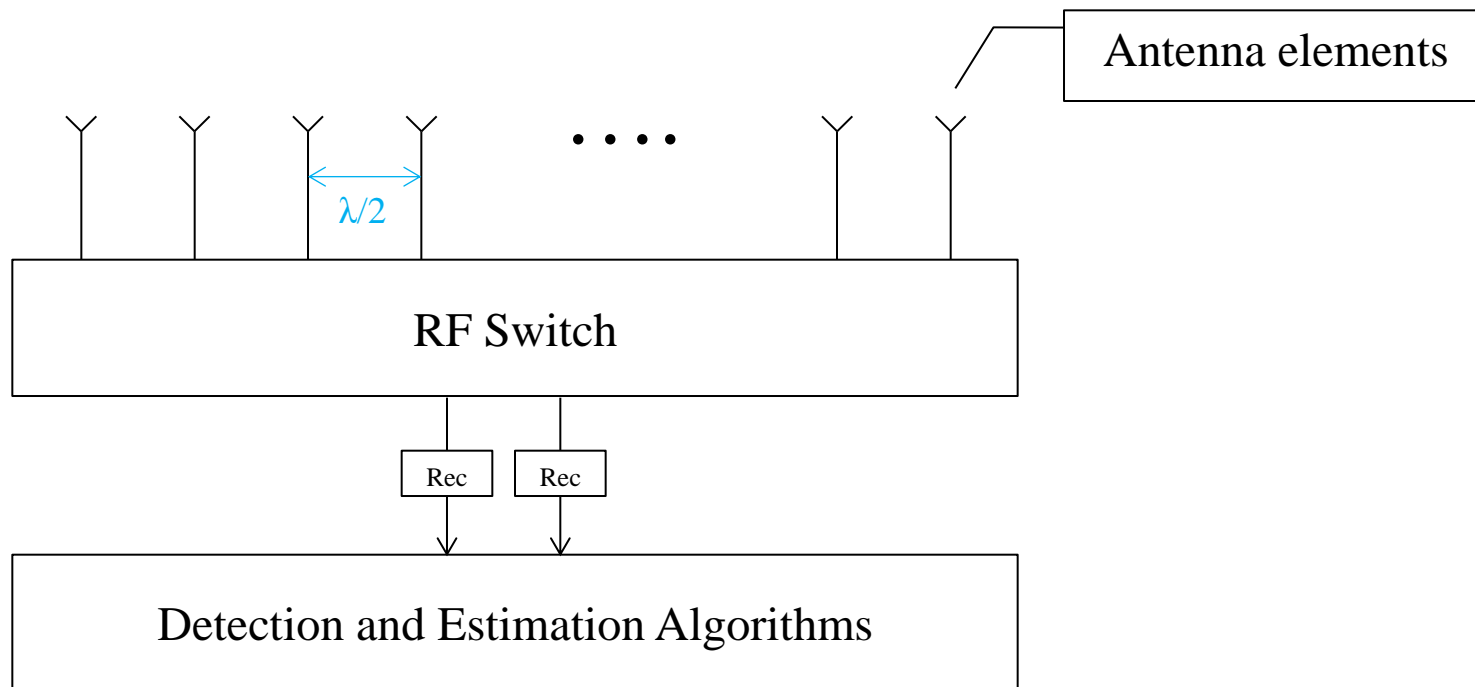 Antenna elements
λ/2
RF Switch
Rec
Rec
Detection and Estimation Algorithms